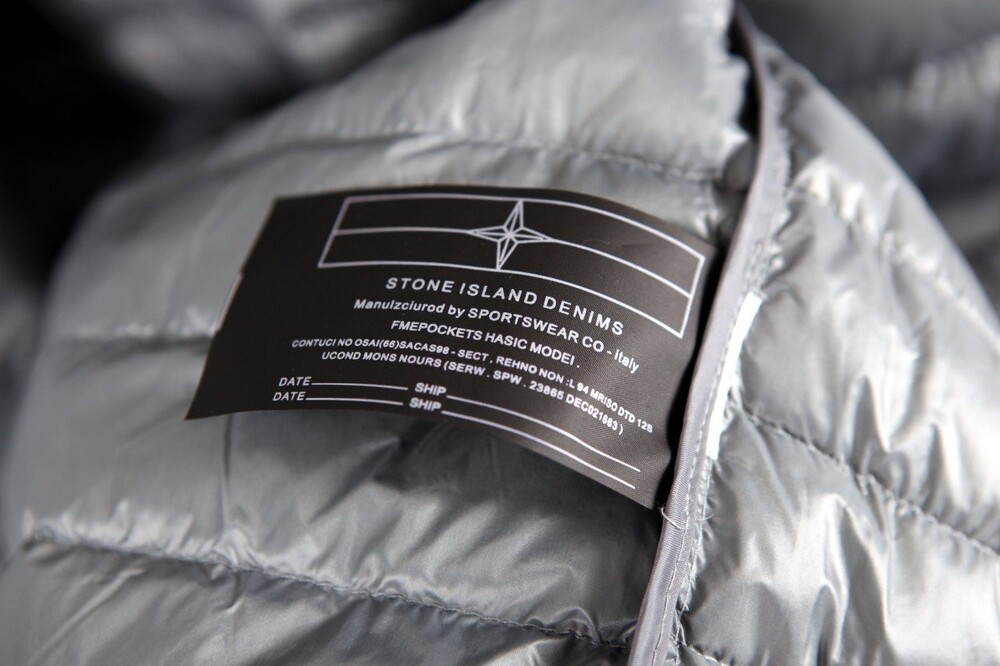 STONE ISLAND DENIMS
Manulzciurod by SPORTSWEAR CO - italy
FMEPOCKETS HASIC MODEI .
CONTUCI NO OSAI(66)SACAS98 - SECT . REHNO NON :L 94 MRISO DTD 12S
UCOND MONS NOURS (SERW . SPW . 23865 DEC021883 )
DATE SHIP
DATE SHIP